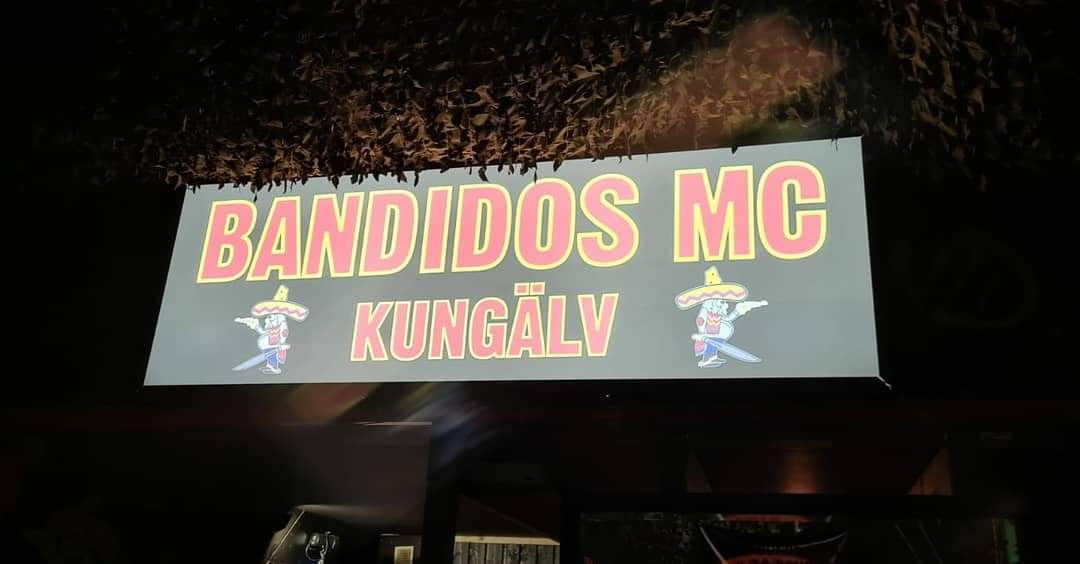 BANDIDOS MC
KUNGÄLV